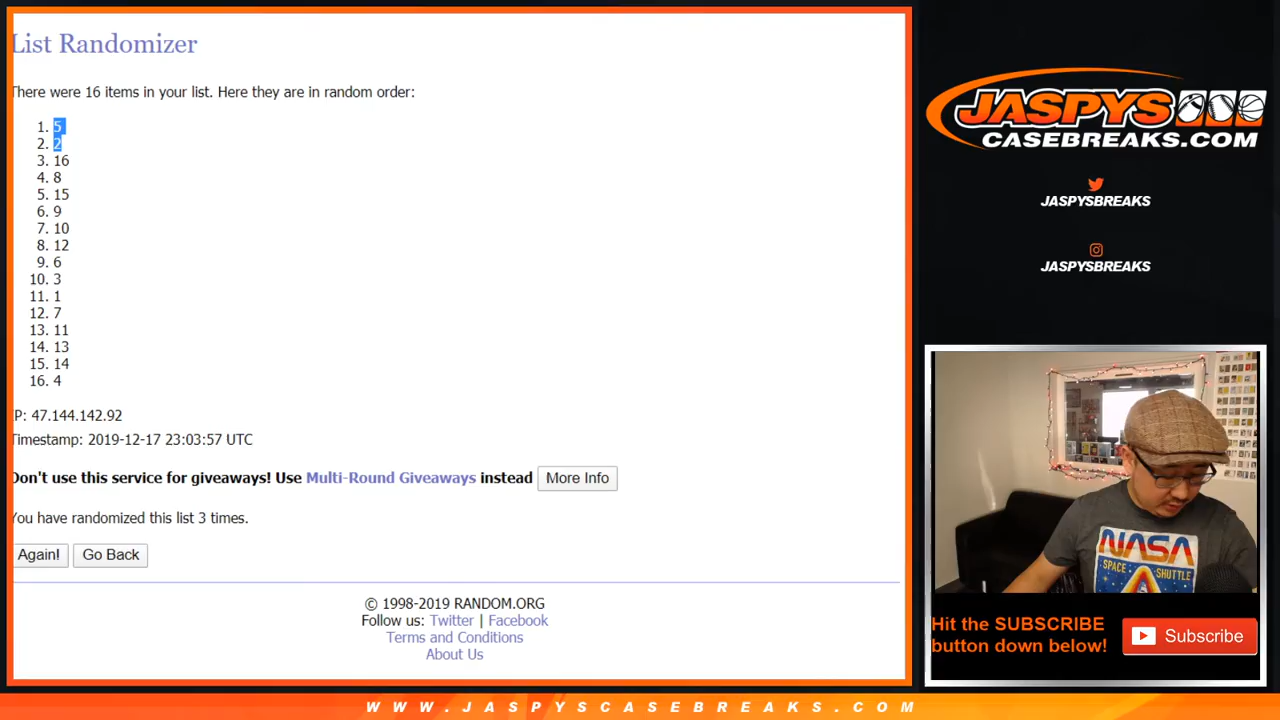 List Randomizer
There were 16 items in your list. Here they are in random order:
1. 5
2. 2
3. 16
4. 8
5. 15
6. 9
7. 10
8. 12
9. 6
10. 3
11. 1
12. 7
13. 11
14. 13
15. 14
16. 4
IP: 47.144.142.92
Timestamp: 2019-12-17 23:03:57 UTC
Don't use this service for giveaways! Use Multi-Round Giveaways instead More Info
You have randomized this list 3 times.
Again! Go Back
© 1998-2019 RANDOM.ORG
Follow us: Twitter | Facebook
Terms and Conditions
About Us
JASPYS
CASEBREAKS.COM
JASPYSBREAKS
JASPYSBREAKS
NASA
SPACE SHUTTLE
Hit the SUBSCRIBE
button down below!
Subscribe
WWW.JASPYSCASEBREAKS.COM